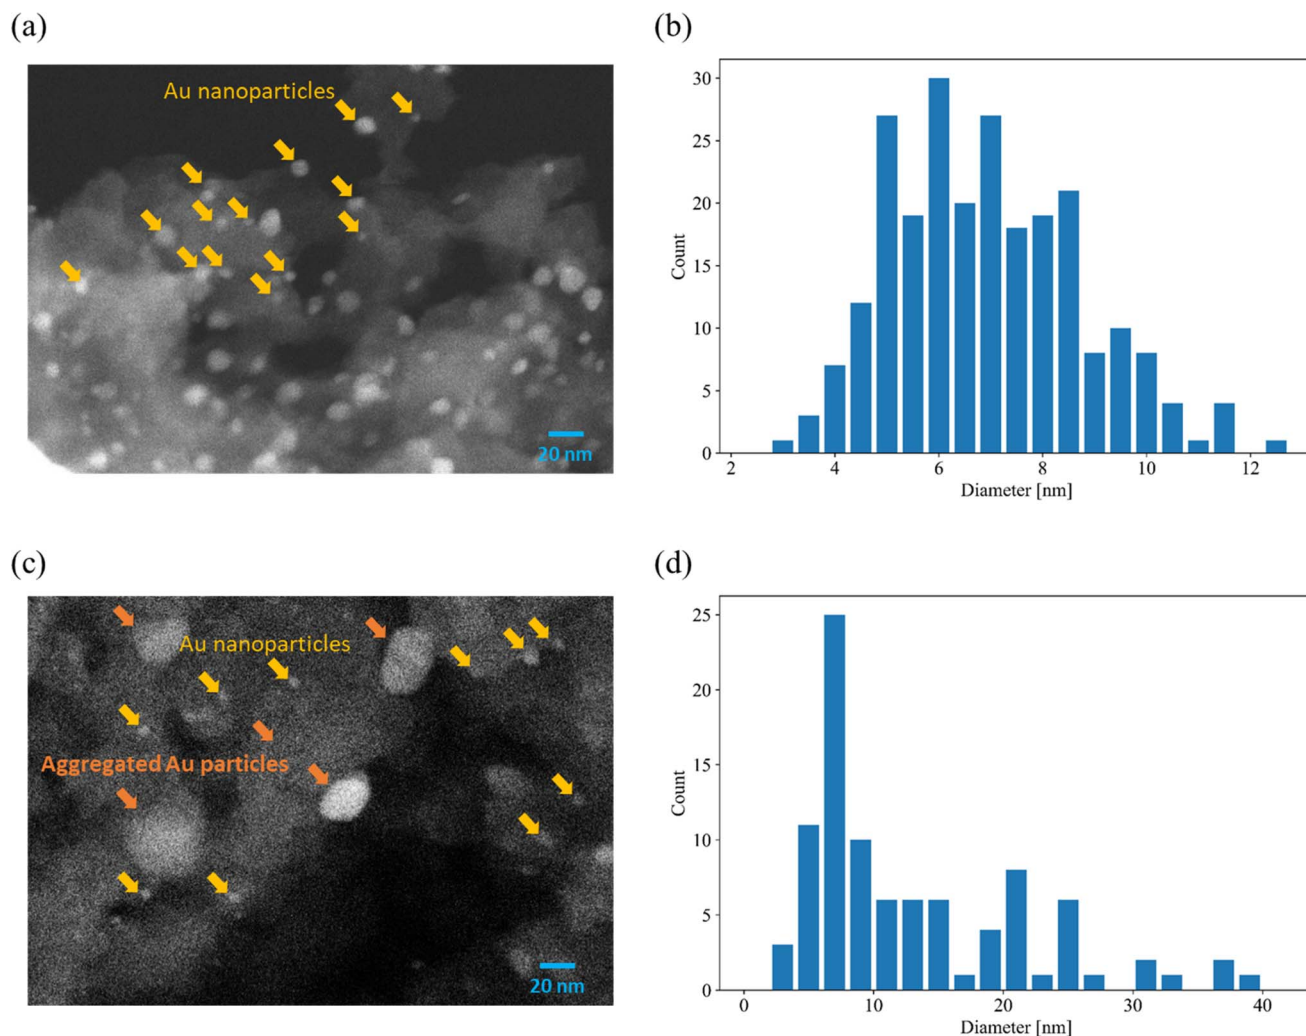 (a)
Au nanoparticles
20 nm
(b)
30
25
20
15
10
5
0
Count
2 4 6 8 10 12
Diameter [nm]
(c)
Au nanoparticles
Aggregated Au particles
20 nm
(d)
25
20
15
10
5
0
Count
0 10 20 30 40
Diameter [nm]